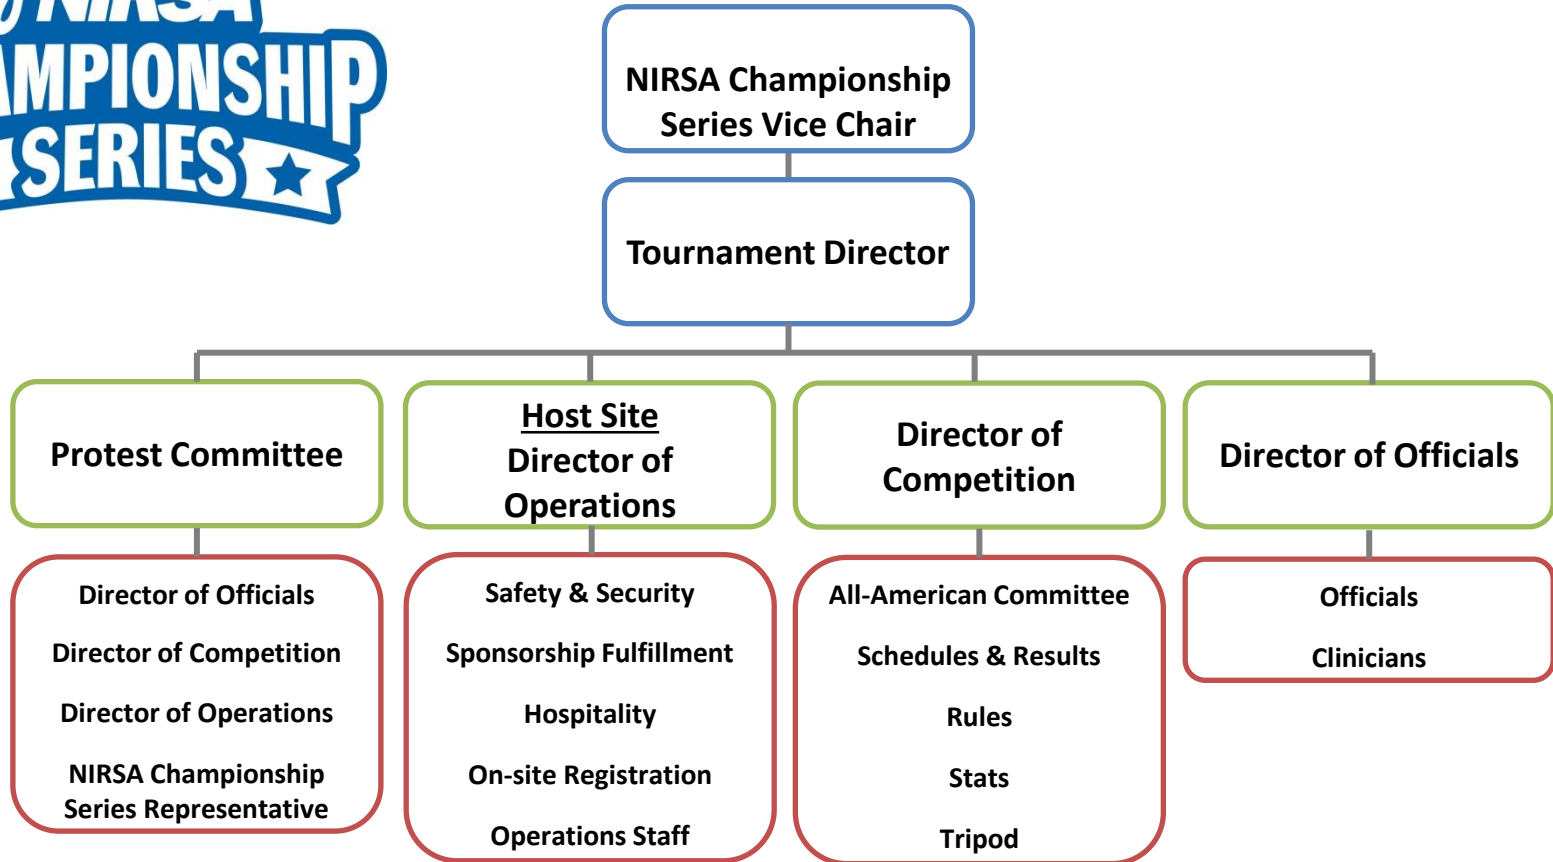 NIRSA
AMPIONSHIP
SERIES
NIRSA Championship
Series Vice Chair
Tournament Director
Protest Committee
Host Site
Director of
Operations
Director of
Competition
Director of Officials
Director of Officials
Director of Competition
Director of Operations
NIRSA Championship
Series Representative
Safety & Security
Sponsorship Fulfillment
Hospitality
On-site Registration
Operations Staff
All-American Committee
Schedules & Results
Rules
Stats
Tripod
Officials
Clinicians